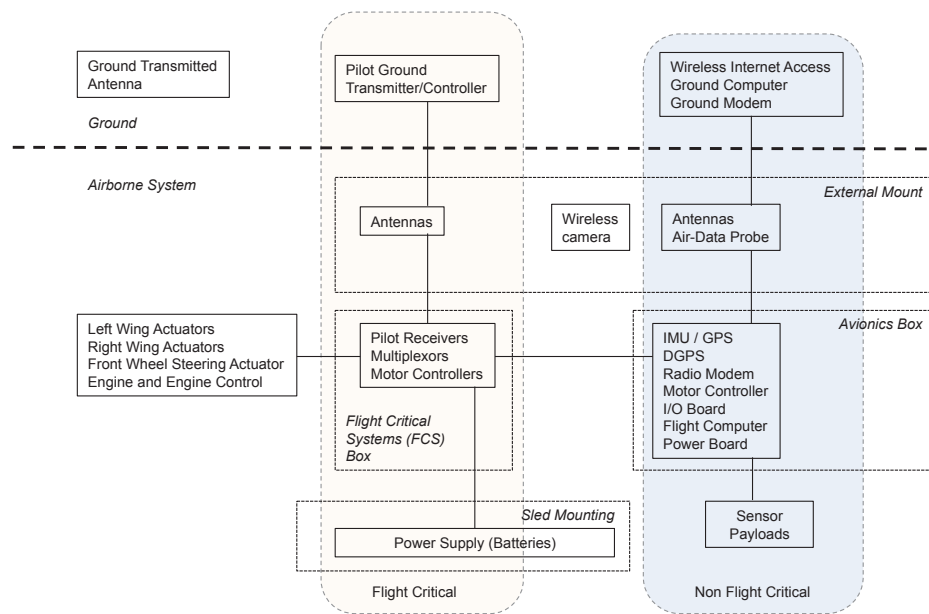 Ground Transmitted
Antenna
Pilot Ground
Transmitter/Controller
Wireless Internet Access
Ground Computer
Ground Modem
Ground
Airborne System
External Mount
Antennas
Wireless
camera
Antennas
Air-Data Probe
Left Wing Actuators
Right Wing Actuators
Front Wheel Steering Actuator
Engine and Engine Control
Pilot Receivers
Multiplexors
Motor Controllers
Flight Critical
Systems (FCS)
Box
Avionics Box
IMU / GPS
DGPS
Radio Modem
Motor Controller
I/O Board
Flight Computer
Power Board
Sled Mounting
Power Supply (Batteries)
Sensor
Payloads
Flight Critical
Non Flight Critical